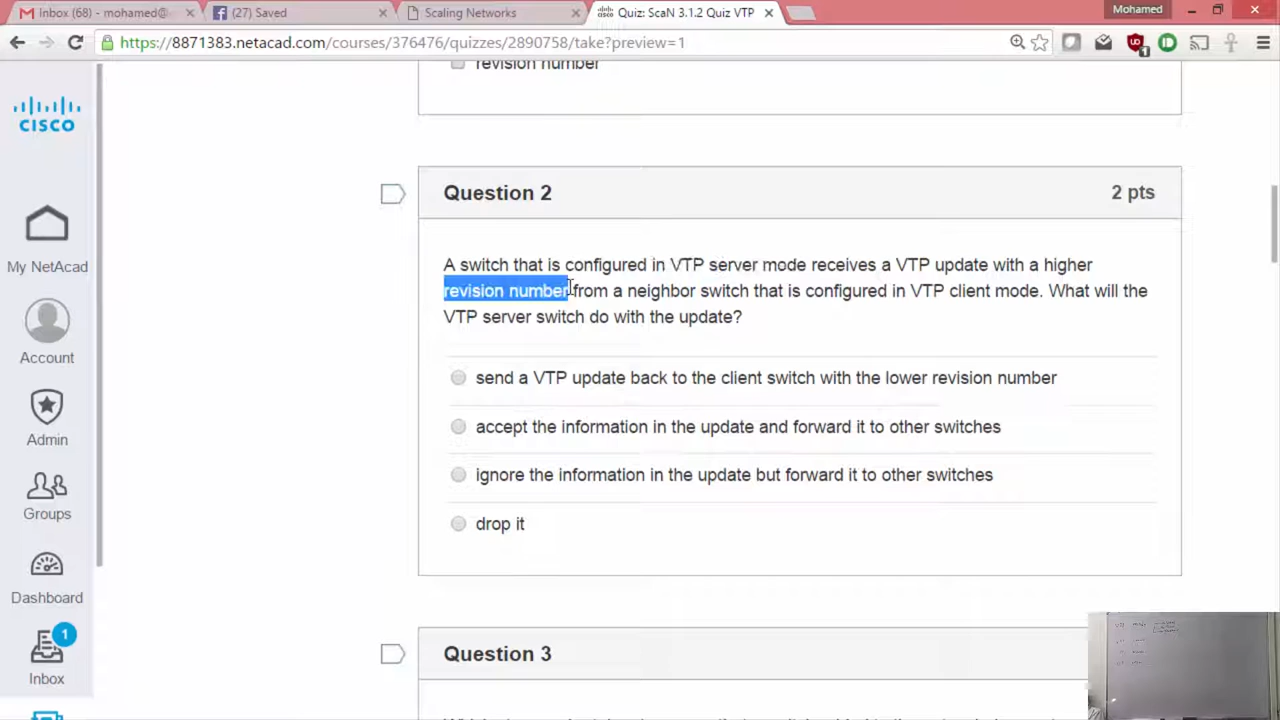 Inbox (68) - mohamed@
(27) Saved
Scaling Networks
Quiz: ScaN 3.1.2 Quiz VTP
Mohamed
https://8871383.netacad.com/courses/376476/quizzes/2890758/take?preview=1
revision number
CISCO
My NetAcad
Account
Admin
Groups
Dashboard
1
Inbox
Question 2
2 pts
A switch that is configured in VTP server mode receives a VTP update with a higher
revision number from a neighbor switch that is configured in VTP client mode. What will the
VTP server switch do with the update?
send a VTP update back to the client switch with the lower revision number
accept the information in the update and forward it to other switches
ignore the information in the update but forward it to other switches
drop it
Question 3